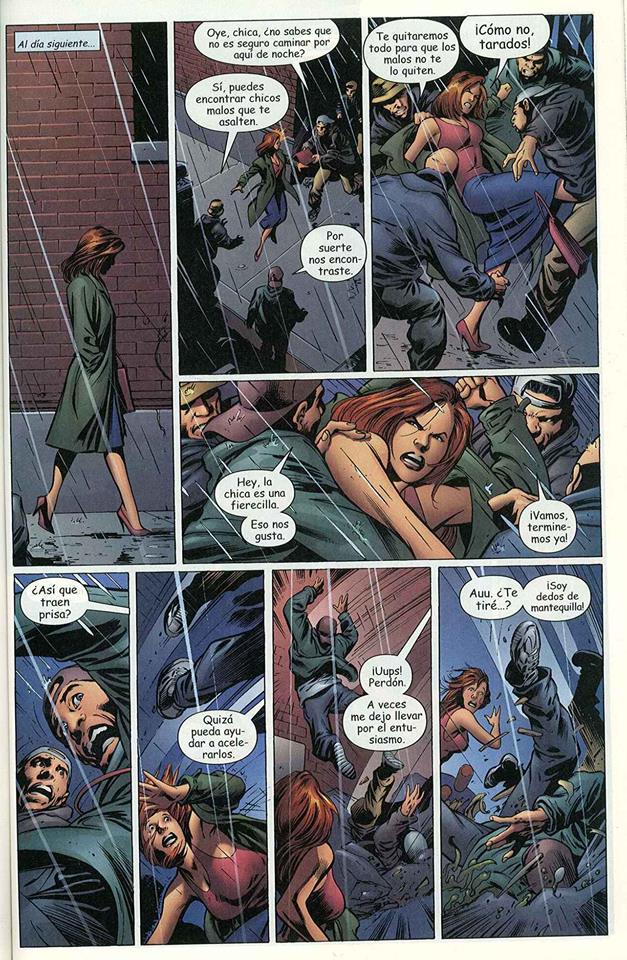 Al día siguiente...
Oye, chica, ¿no sabes que
no es seguro caminar por
aquí de noche?
Sí, puedes
encontrar chicos
malos que te
asalten.
Por
suerte
nos encon-
traste.
Te quitaremos
todo para que los
malos no te
lo quiten.
¡Cómo no,
tarados!
Hey, la
chica es una
fierecilla.
Eso nos
gusta.
¡Vamos,
termine-
mos ya!
¿Así que
traen
prisa?
Quizá
pueda ayu-
dar a acele-
rarlos.
¡Uups!
Perdón.
A veces
me dejo llevar
por el entu-
siasmo.
Auu. ¿Te
tiré...?
¡Soy
dedos de
mantequilla!